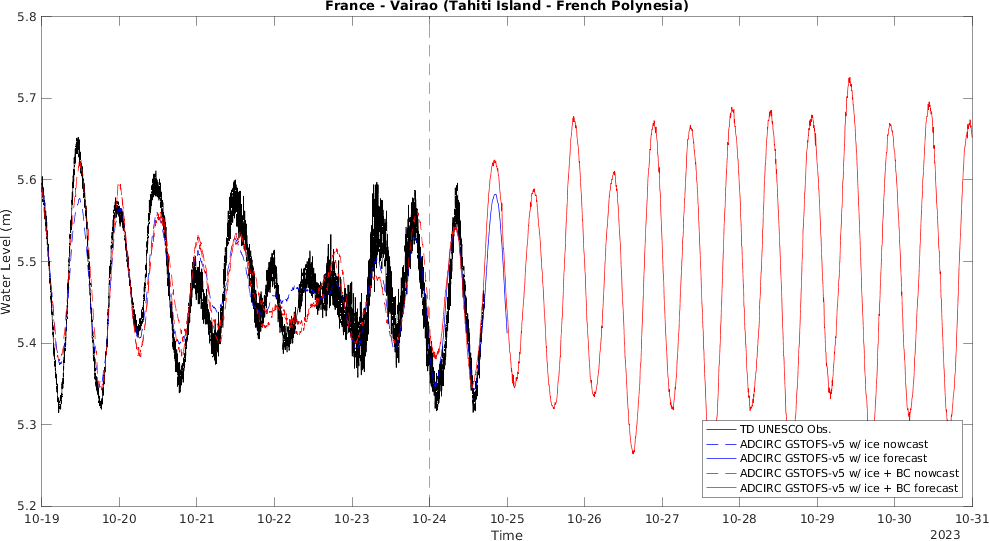 France - Vairao (Tahiti Island - French Polynesia)
5.8
5.7
5.6
5.5
5.4
5.3
5.2
Water Level (m)
TD UNESCO Obs.
ADCIRC GSTOFS-v5 w/ ice nowcast
ADCIRC GSTOFS-v5 w/ ice forecast
ADCIRC GSTOFS-v5 w/ ice + BC nowcast
ADCIRC GSTOFS-v5 w/ ice + BC forecast
10-19 10-20 10-21 10-22 10-23 10-24 10-25 10-26 10-27 10-28 10-29 10-30 10-31
Time
2023